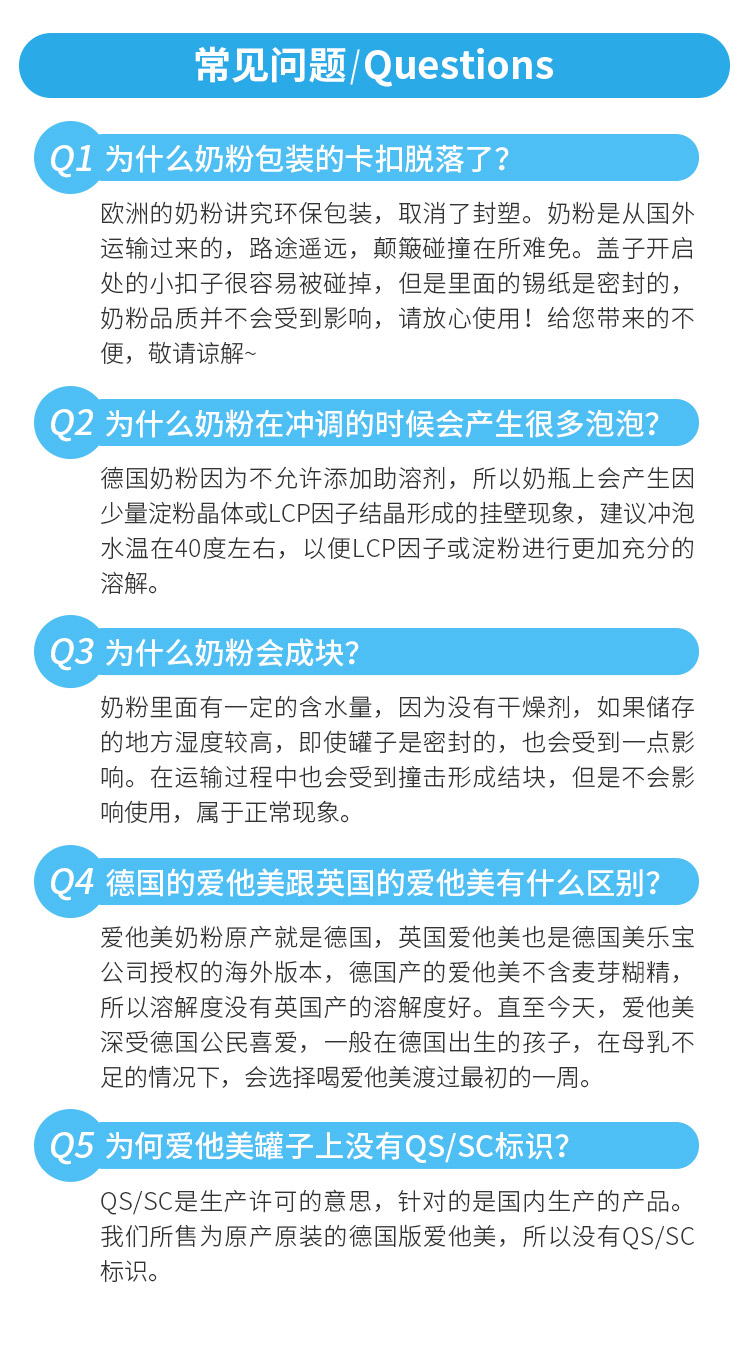 常见问题/Questions
Q1 为什么奶粉包装的卡扣脱落了？
欧洲的奶粉讲究环保包装，取消了封塑。奶粉是从国外
运输过来的，路途遥远，颠簸碰撞在所难免。盖子开启
处的小扣子很容易被碰掉，但是里面的锡纸是密封的，
奶粉品质并不会受到影响，请放心使用！给您带来的不
便，敬请谅解~
Q2 为什么奶粉在冲调的时候会产生很多泡泡？
德国奶粉因为不允许添加助溶剂，所以奶瓶上会产生因
少量淀粉晶体或LCP因子结晶形成的挂壁现象，建议冲泡
水温在40度左右，以便LCP因子或淀粉进行更加充分的
溶解。
Q3 为什么奶粉会成块？
奶粉里面有一定的含水量，因为没有干燥剂，如果储存
的地方湿度较高，即使罐子是密封的，也会受到一点影
响。在运输过程中也会受到撞击形成结块，但是不会影
响使用，属于正常现象。
Q4 德国的爱他美跟英国的爱他美有什么区别？
爱他美奶粉原产就是德国，英国爱他美也是德国美乐宝
公司授权的海外版本，德国产的爱他美不含麦芽糊精，
所以溶解度没有英国产的溶解度好。直至今天，爱他美
深受德国公民喜爱，一般在德国出生的孩子，在母乳不
足的情况下，会选择喝爱他美渡过最初的一周。
Q5 为何爱他美罐子上没有QS/SC标识？
QS/SC是生产许可的意思，针对的是国内生产的产品。
我们所售为原产原装的德国版爱他美，所以没有QS/SC
标识。